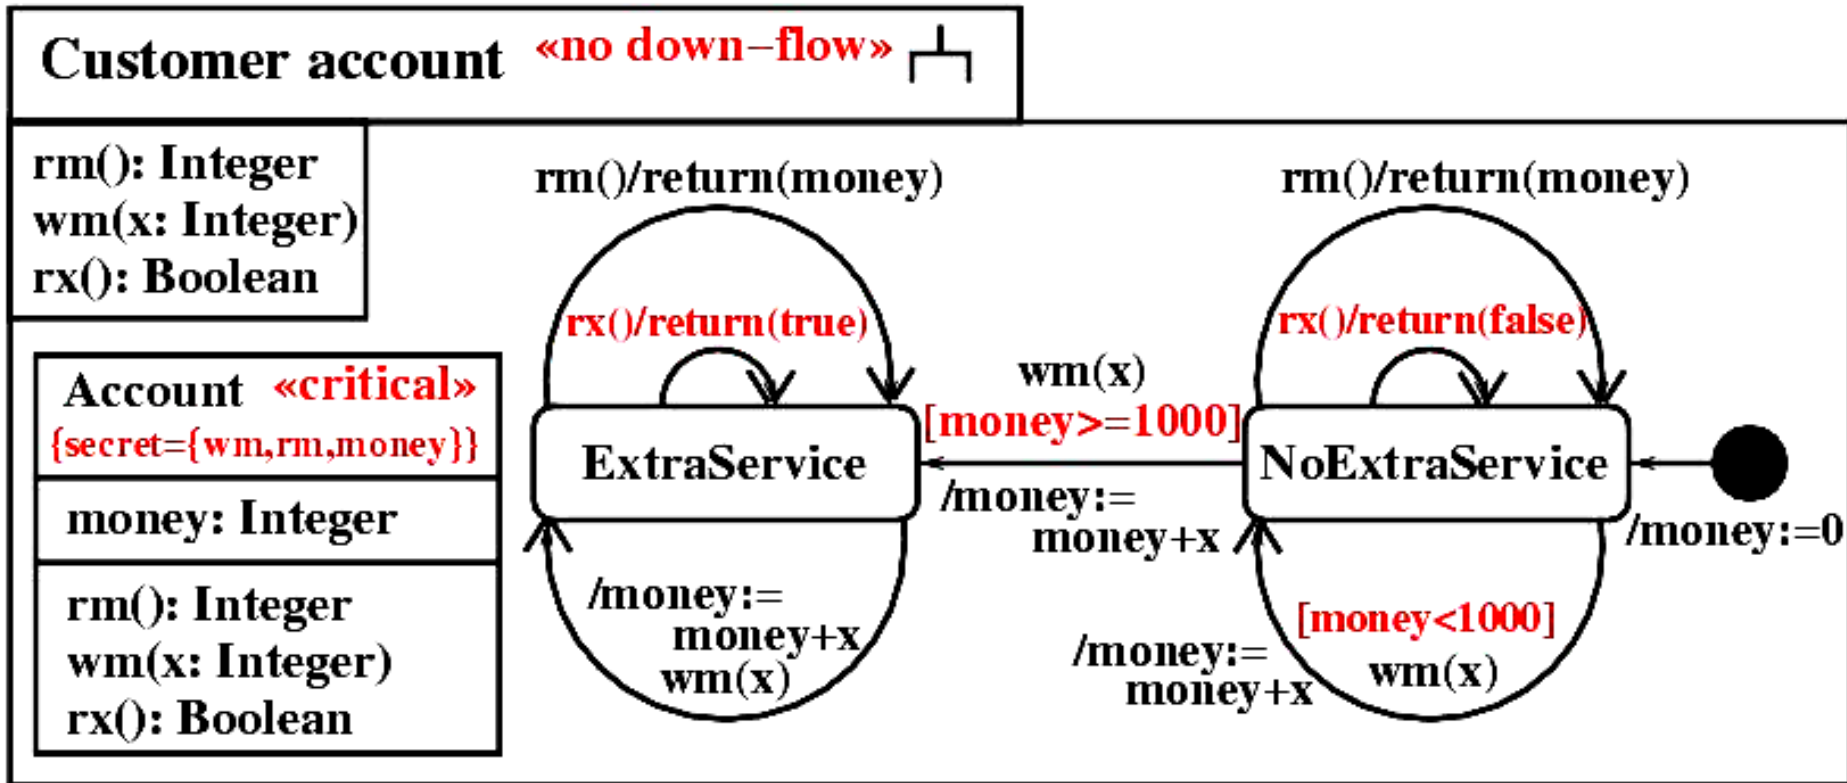 Customer account «no down-flow»
rm(): Integer
wm(x: Integer)
rx(): Boolean
Account «critical»
{secret={wm,rm,money}}
money: Integer
rm(): Integer
wm(x: Integer)
rx(): Boolean
rm()/return(money)
rx()/return(true)
ExtraService
/money:=
money+x
wm(x)
wm(x)
[money>=1000]
/money:=
money+x
rm()/return(money)
rx()/return(false)
NoExtraService
/money:=0
[money<1000]
wm(x)
/money:=
money+x